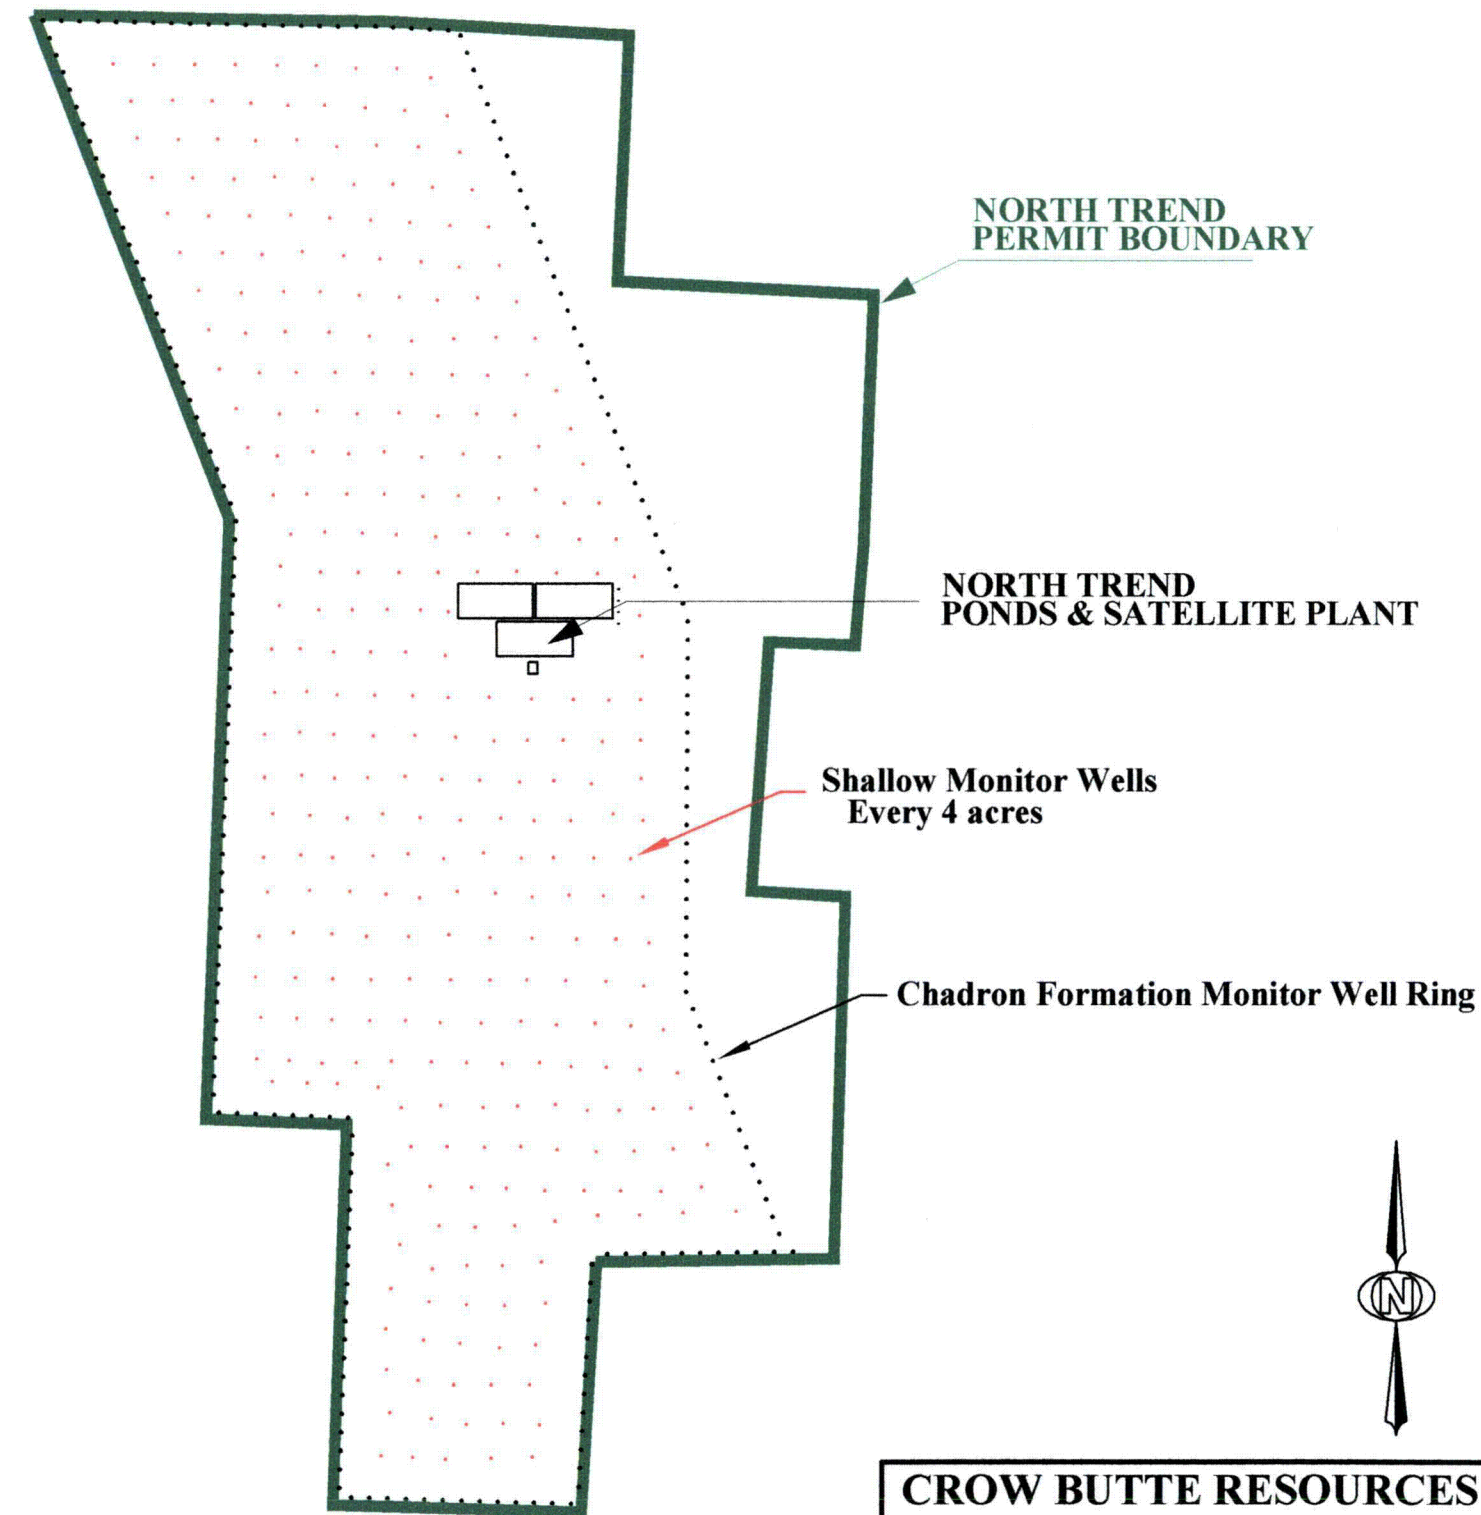 NORTH TREND
PERMIT BOUNDARY
NORTH TREND
PONDS & SATELLITE PLANT
Shallow Monitor Wells
Every 4 acres
Chadron Formation Monitor Well Ring
N
CROW BUTTE RESOURCES